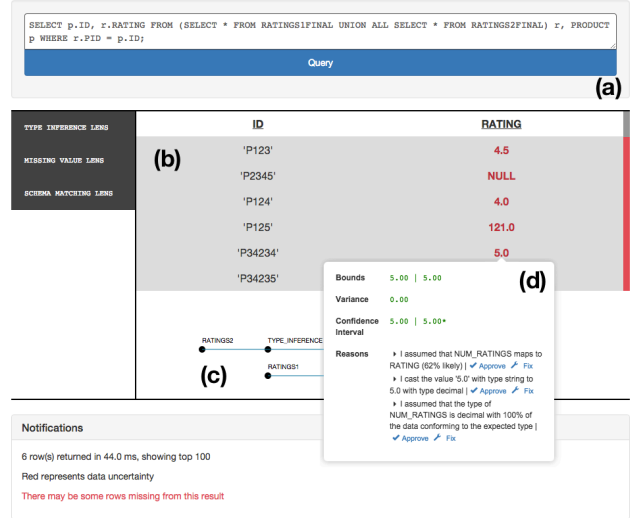 SELECT p.ID, r.RATING FROM (SELECT * FROM RATINGS1FINAL UNION ALL SELECT * FROM RATINGS2FINAL) r, PRODUCT
p WHERE r.PID = p.ID;
Query
(a)
TYPE INFERENCE LENS
MISSING VALUE LENS
SCHEMA MATCHING LENS
(b)
ID RATING
'P123' 4.5
'P2345' NULL
'P124' 4.0
'P125' 121.0
'P34234' 5.0
'P34235'
(d)
Bounds 5.00 | 5.00
Variance 0.00
Confidence Interval 5.00 | 5.00*
Reasons
▸ I assumed that NUM_RATINGS maps to
RATING (62% likely) | ✔ Approve Fix
▸ I cast the value '5.0' with type string to
5.0 with type decimal | ✔ Approve Fix
▸ I assumed that the type of
NUM_RATINGS is decimal with 100% of
the data conforming to the expected type |
✔ Approve Fix
RATINGS2 TYPE_INFERENCE
RATINGS1
(c)
Notifications
6 row(s) returned in 44.0 ms, showing top 100
Red represents data uncertainty
There may be some rows missing from this result